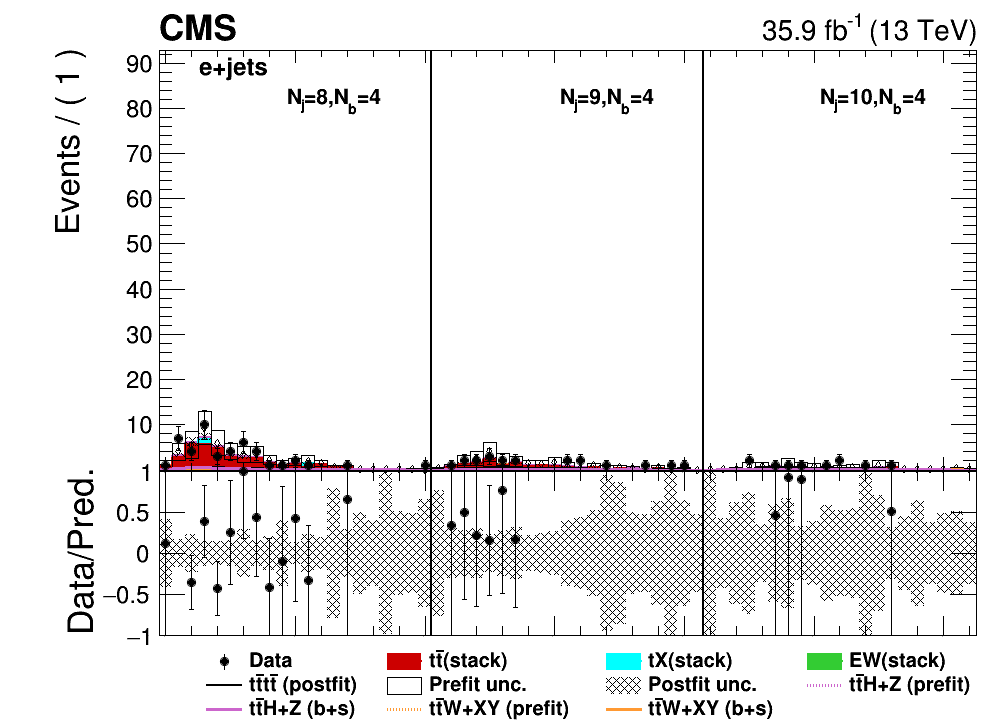 CMS 35.9 fb⁻¹ (13 TeV)
e+jets
N_j=8,N_b=4 N_j=9,N_b=4 N_j=10,N_b=4
Events / ( 1 )
90
80
70
60
50
40
30
20
10
1
Data/Pred.
0.5
0
−0.5
−1
Data tt̄(stack) tX(stack) EW(stack)
tt̄tt̄ (postfit) Prefit unc. Postfit unc. tt̄H+Z (prefit)
tt̄H+Z (b+s) tt̄W+XY (prefit) tt̄W+XY (b+s)